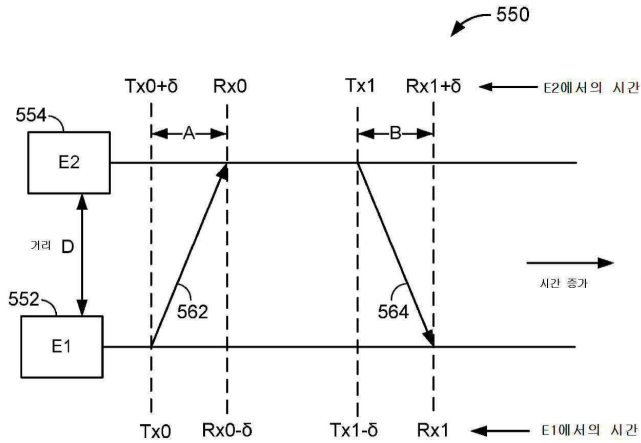 550
Tx0+δ Rx0 Tx1 Rx1+δ E2에서의 시간
554
A B
E2
거리 D
562 564
시간 증가
552
E1
Tx0 Rx0-δ Tx1-δ Rx1 E1에서의 시간